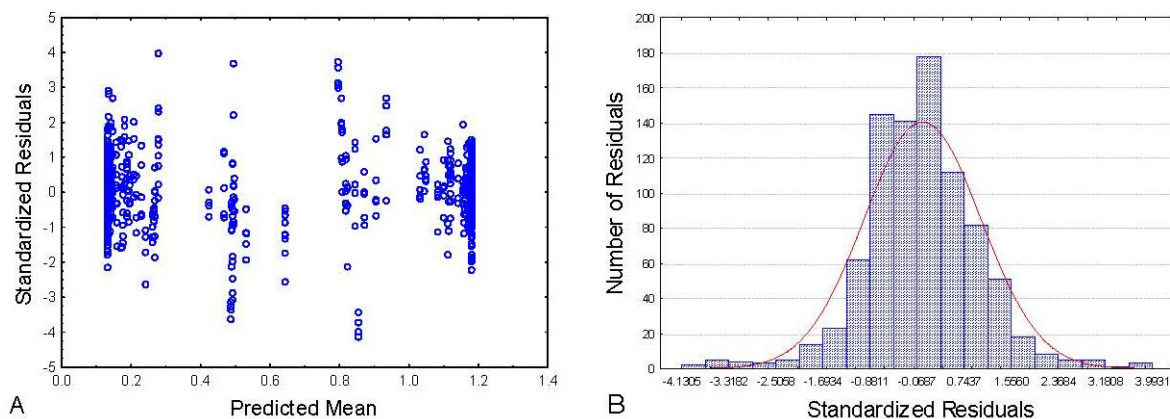 5
4
3
2
1
0
-1
-2
-3
-4
-5
Standardized Residuals
0.0 0.2 0.4 0.6 0.8 1.0 1.2 1.4
Predicted Mean
A
200
180
160
140
120
100
80
60
40
20
0
Number of Residuals
-4.1305 -3.3182 -2.5058 -1.6934 -0.8811 -0.0687 0.7437 1.5560 2.3684 3.1808 3.9931
Standardized Residuals
B